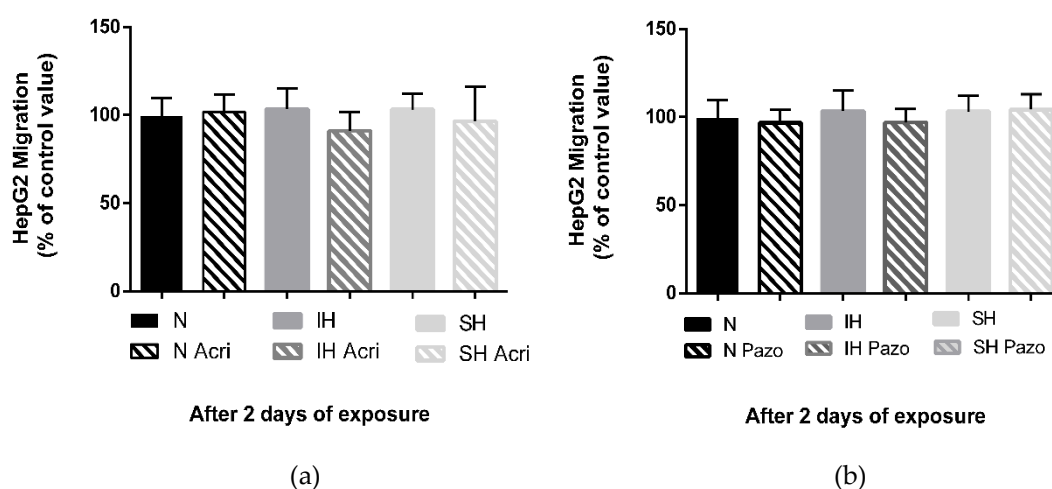 HepG2 Migration
(% of control value)
150
100
50
0
N IH SH
N Acri IH Acri SH Acri
After 2 days of exposure
(a)
HepG2 Migration
(% of control value)
150
100
50
0
N IH SH
N Pazo IH Pazo SH Pazo
After 2 days of exposure
(b)